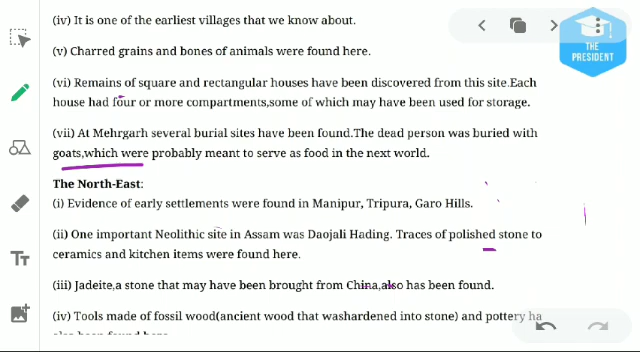 (iv) It is one of the earliest villages that we know about.
(v) Charred grains and bones of animals were found here.
(vi) Remains of square and rectangular houses have been discovered from this site.Each
house had four or more compartments,some of which may have been used for storage.
(vii) At Mehrgarh several burial sites have been found.The dead person was buried with
goats,which were probably meant to serve as food in the next world.
The North-East:
(i) Evidence of early settlements were found in Manipur, Tripura, Garo Hills.
(ii) One important Neolithic site in Assam was Daojali Hading. Traces of polished stone to
ceramics and kitchen items were found here.
(iii) Jadeite,a stone that may have been brought from China,also has been found.
(iv) Tools made of fossil wood(ancient wood that washardened into stone) and pottery ha
THE
PRESIDENT
Tт